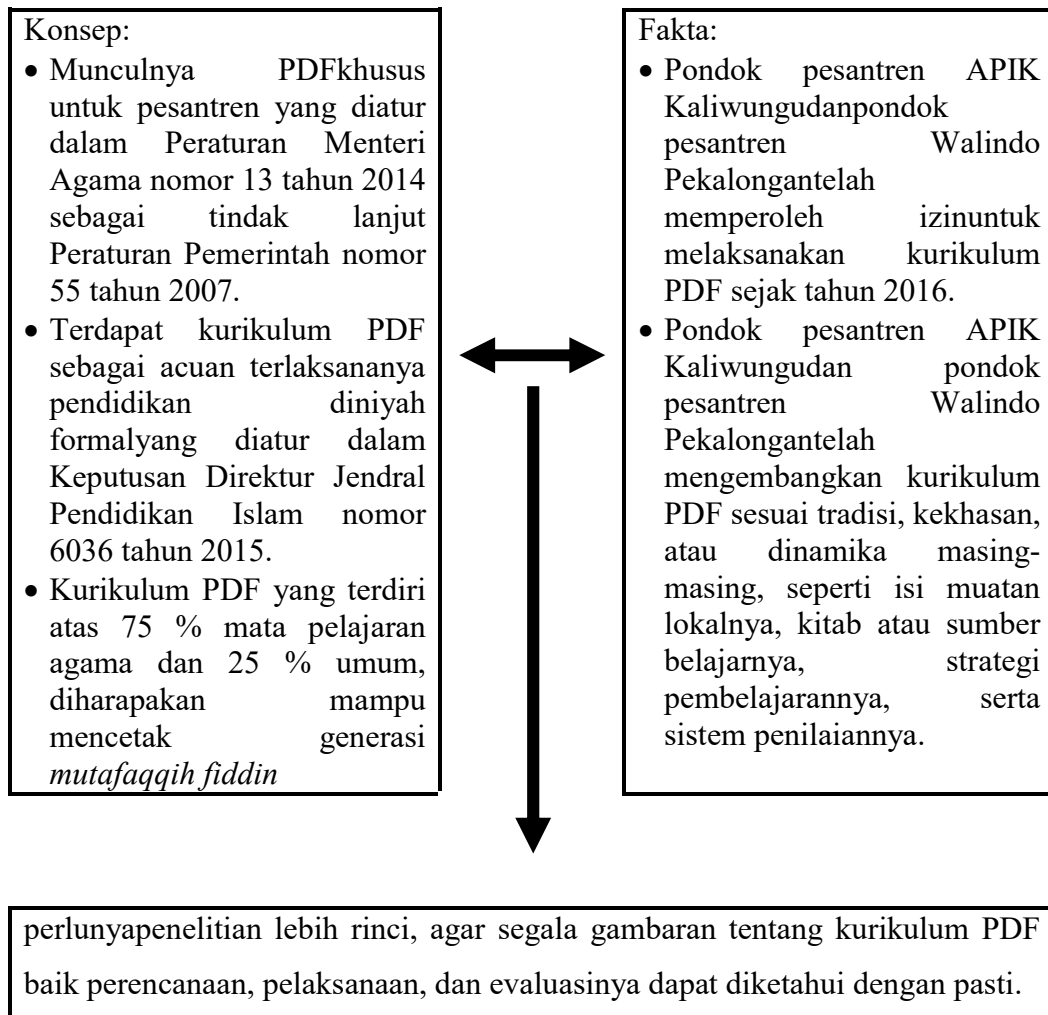 Konsep:
• Munculnya PDFkhusus
untuk pesantren yang diatur
dalam Peraturan Menteri
Agama nomor 13 tahun 2014
sebagai tindak lanjut
Peraturan Pemerintah nomor
55 tahun 2007.
• Terdapat kurikulum PDF
sebagai acuan terlaksananya
pendidikan diniyah
formalyang diatur dalam
Keputusan Direktur Jendral
Pendidikan Islam nomor
6036 tahun 2015.
• Kurikulum PDF yang terdiri
atas 75 % mata pelajaran
agama dan 25 % umum,
diharapakan mampu
mencetak generasi
mutafaqqih fiddin
Fakta:
• Pondok pesantren APIK
Kaliwungudanpondok
pesantren Walindo
Pekalongantelah
memperoleh izinuntuk
melaksanakan kurikulum
PDF sejak tahun 2016.
• Pondok pesantren APIK
Kaliwungudan pondok
pesantren Walindo
Pekalongantelah
mengembangkan kurikulum
PDF sesuai tradisi, kekhasan,
atau dinamika masing-
masing, seperti isi muatan
lokalnya, kitab atau sumber
belajarnya, strategi
pembelajarannya, serta
sistem penilaiannya.
perlunyapenelitian lebih rinci, agar segala gambaran tentang kurikulum PDF
baik perencanaan, pelaksanaan, dan evaluasinya dapat diketahui dengan pasti.